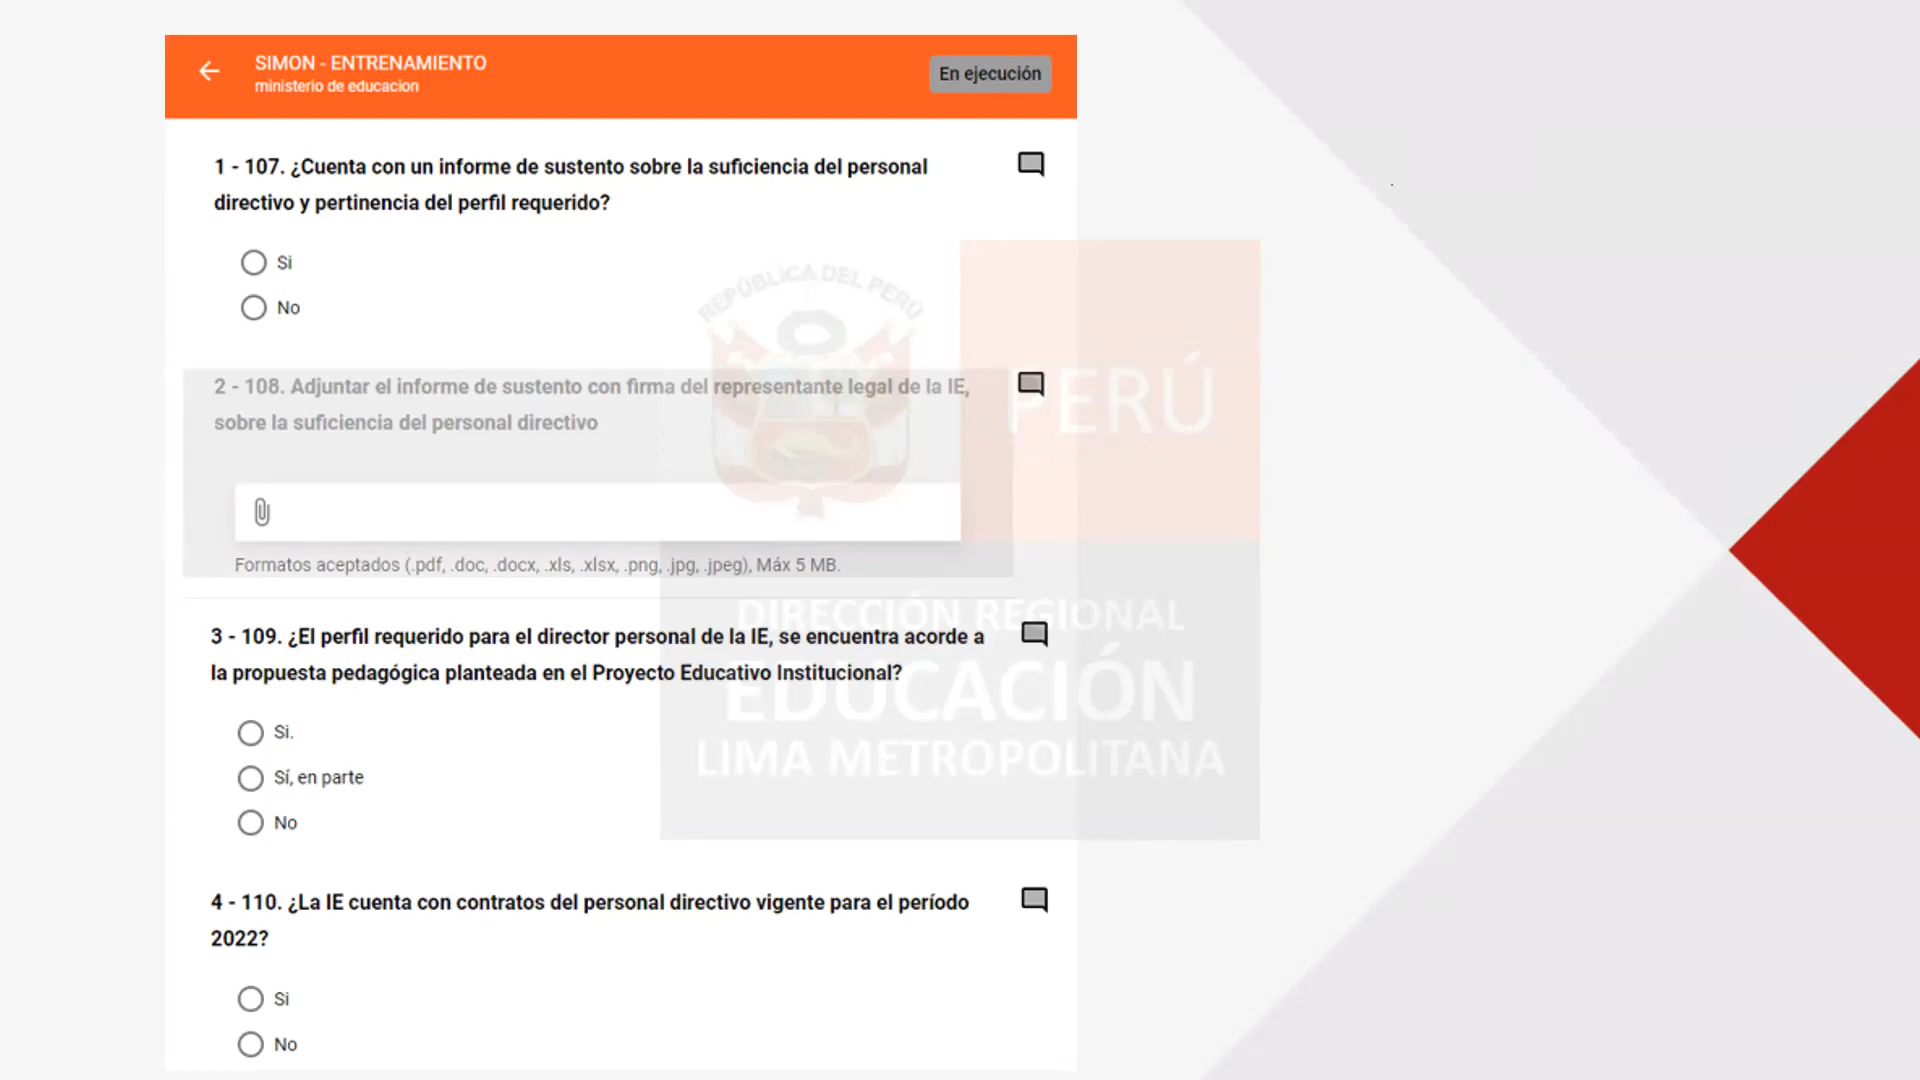 SIMON - ENTRENAMIENTO
ministerio de educacion
En ejecución
1 - 107. ¿Cuenta con un informe de sustento sobre la suficiencia del personal
directivo y pertinencia del perfil requerido?
Si
No
REPÚBLICA DEL PERÚ
PERÚ
2 - 108. Adjuntar el informe de sustento con firma del representante legal de la IE,
sobre la suficiencia del personal directivo
Formatos aceptados (.pdf, .doc, .docx, .xls, .xlsx, .png, .jpg, .jpeg), Máx 5 MB.
DIRECCIÓN REGIONAL
EDUCACIÓN
LIMA METROPOLITANA
3 - 109. ¿El perfil requerido para el director personal de la IE, se encuentra acorde a
la propuesta pedagógica planteada en el Proyecto Educativo Institucional?
Si.
Sí, en parte
No
4 - 110. ¿La IE cuenta con contratos del personal directivo vigente para el período
2022?
Si
No